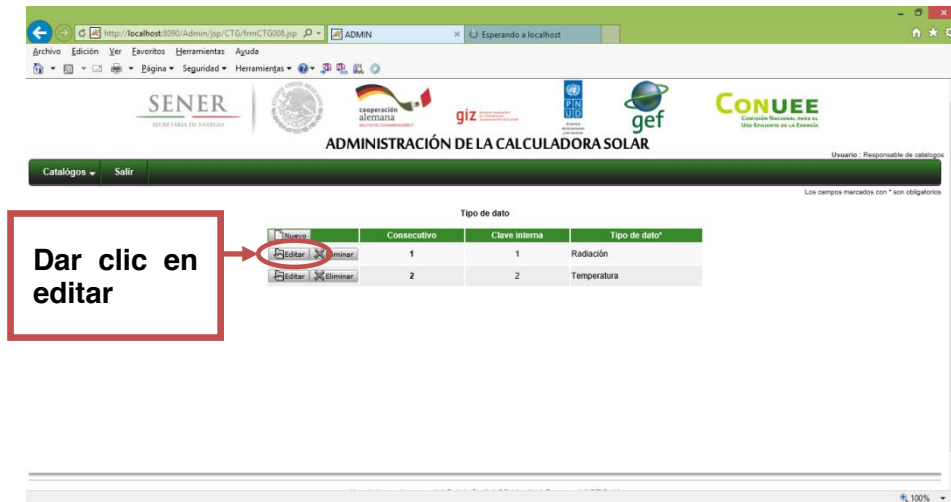 http://localhost:8090/Admin/jsp/CTG/frmCTG008.jsp
ADMIN
Esperando a localhost
Archivo Edición Ver Favoritos Herramientas Ayuda
Página Seguridad Herramientas
SENER
SECRETARÍA DE ENERGÍA
cooperación
alemana
giz
P N
U D
gef
CONUEE
COMISIÓN NACIONAL PARA EL
USO EFICIENTE DE LA ENERGÍA
ADMINISTRACIÓN DE LA CALCULADORA SOLAR
Usuario : Responsable de catalogos
Catalógos Salir
Los campos mercados con * son obligatorios
Tipo de dato
Nuevo Consecutivo Clave interna Tipo de dato*
Editar Eliminar 1 1 Radiación
Editar Eliminar 2 2 Temperatura
Dar clic en
editar
100%